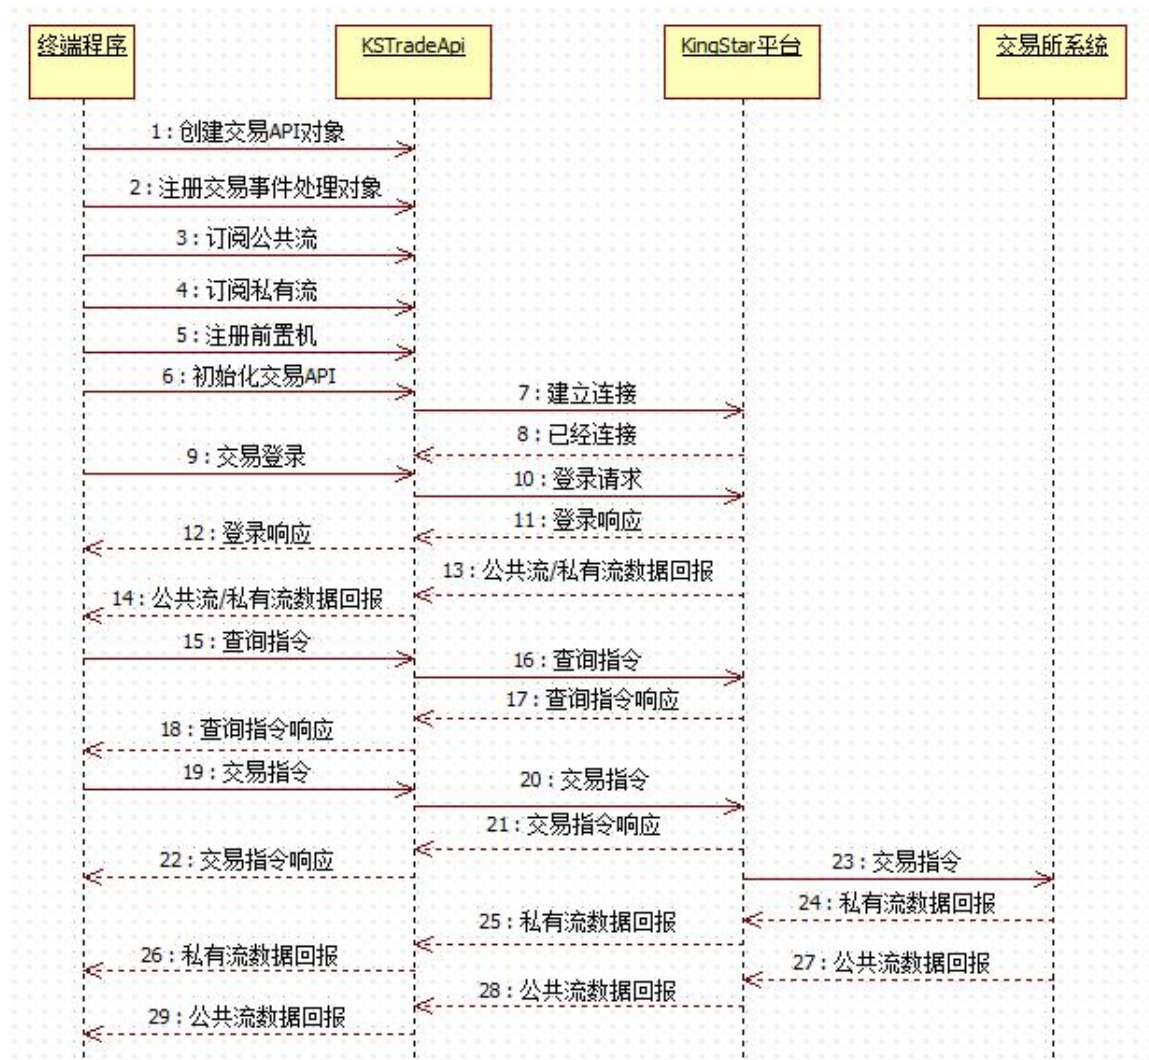 终端程序
KSTradeApi
KingStar平台
交易所系统
1：创建交易API对象
2：注册交易事件处理对象
3：订阅公共流
4：订阅私有流
5：注册前置机
6：初始化交易API
7：建立连接
8：已经连接
9：交易登录
10：登录请求
11：登录响应
12：登录响应
13：公共流/私有流数据回报
14：公共流/私有流数据回报
15：查询指令
16：查询指令
17：查询指令响应
18：查询指令响应
19：交易指令
20：交易指令
21：交易指令响应
22：交易指令响应
23：交易指令
24：私有流数据回报
25：私有流数据回报
26：私有流数据回报
27：公共流数据回报
28：公共流数据回报
29：公共流数据回报